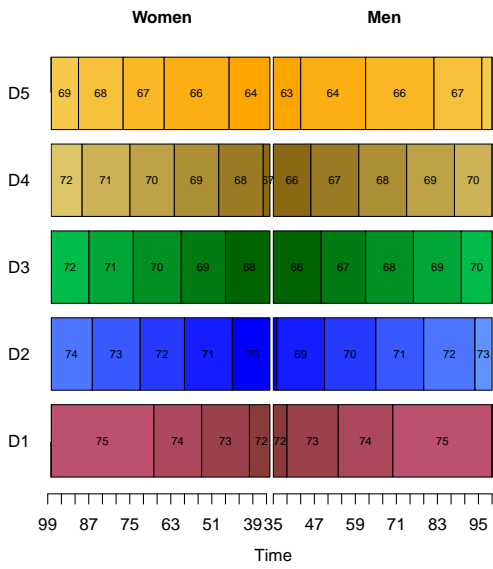 Women Men
D5 69 68 67 66 64 63 64 66 67
D4 72 71 70 69 68 67 66 67 68 69 70
D3 72 71 70 69 68 66 67 68 69 70
D2 74 73 72 71 70 69 70 71 72 73
D1 75 74 73 72 72 73 74 75
99 87 75 63 51 39 35 47 59 71 83 95
Time